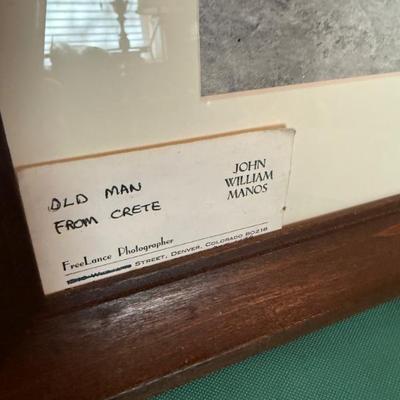 OLD MAN
FROM CRETE
JOHN
WILLIAM
MANOS
FreeLance Photographer
STREET, DENVER, COLORADO 80218